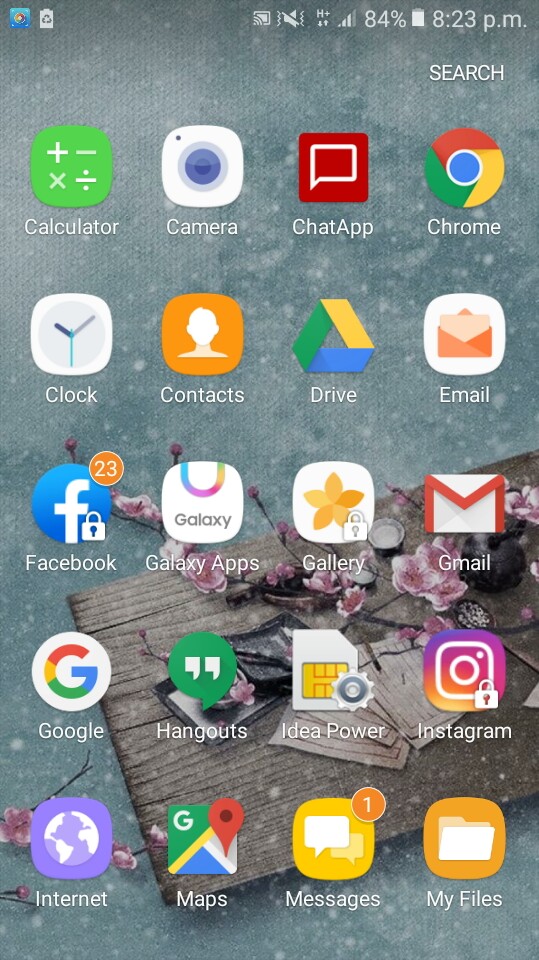 H+ 84% 8:23 p.m.
SEARCH
Calculator Camera ChatApp Chrome
Clock Contacts Drive Email
23
Galaxy
Facebook Galaxy Apps Gallery Gmail
G
Google Hangouts Idea Power Instagram
1
G
Internet Maps Messages My Files